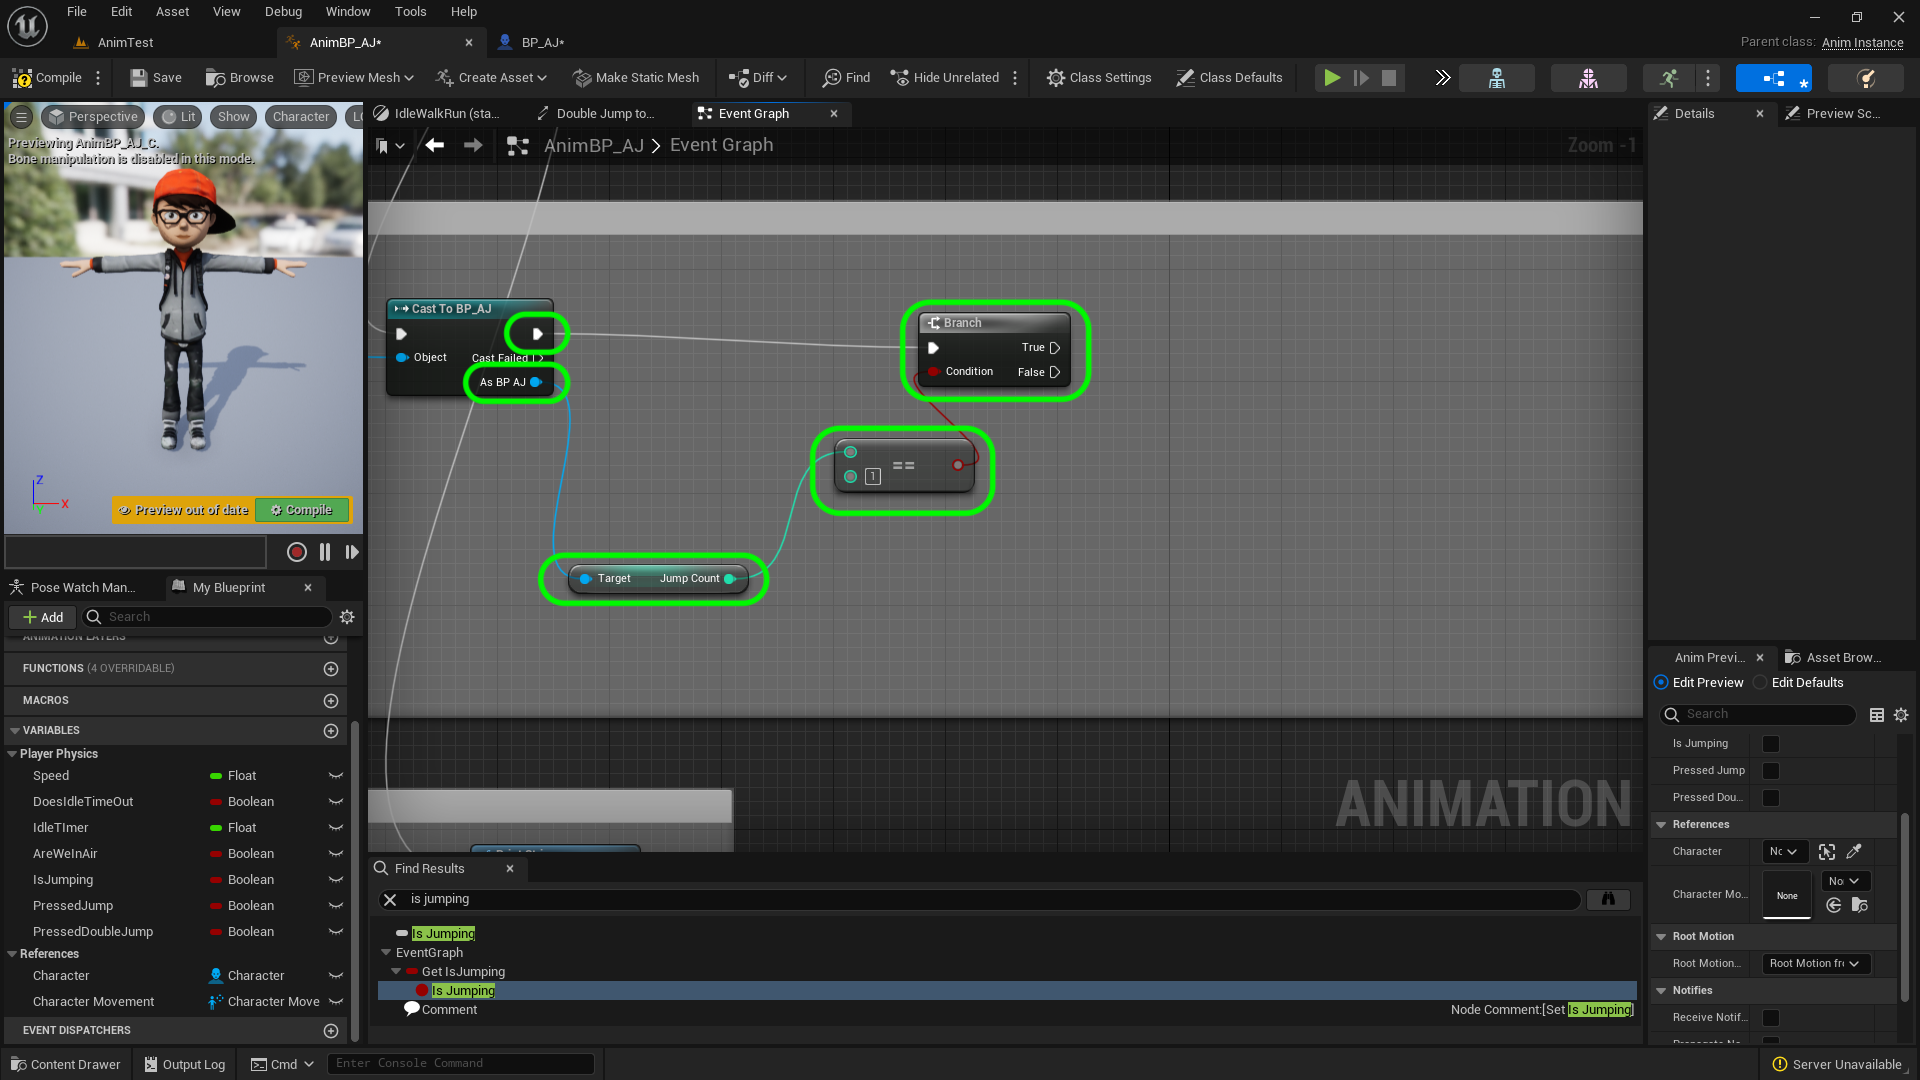 File Edit Asset View Debug Window Tools Help
AnimTest
AnimBP_AJ*
BP_AJ*
Parent class: Anim Instance
Compile
Save
Browse
Preview Mesh
Create Asset
Make Static Mesh
Diff
Find
Hide Unrelated
Class Settings
Class Defaults
Perspective
Lit
Show
Character
Previewing AnimBP_AJ_C.
Bone manipulation is disabled in this mode.
Z
X
Preview out of date
Compile
IdleWalkRun (sta...
Double Jump to...
Event Graph
AnimBP_AJ > Event Graph
Zoom -1
Cast To BP_AJ
Object
Cast Failed
As BP AJ
Branch
True
Condition
False
==
1
Target
Jump Count
ANIMATION
Pose Watch Man...
My Blueprint
Add
Search
ANIMATION LAYERS
FUNCTIONS (4 OVERRIDABLE)
MACROS
VARIABLES
Player Physics
Speed Float
DoesIdleTimeOut Boolean
IdleTImer Float
AreWeInAir Boolean
IsJumping Boolean
PressedJump Boolean
PressedDoubleJump Boolean
References
Character Character
Character Movement Character Move
EVENT DISPATCHERS
Find Results
is jumping
Is Jumping
EventGraph
Get IsJumping
Is Jumping
Comment
Node Comment:[Set Is Jumping]
Details
Preview Sc...
Anim Previ...
Asset Brow...
Edit Preview
Edit Defaults
Search
Is Jumping
Pressed Jump
Pressed Dou...
References
Character
Character Mo...
None
Root Motion
Root Motion...
Notifies
Receive Notif...
Content Drawer
Output Log
Cmd
Enter Console Command
Server Unavailable